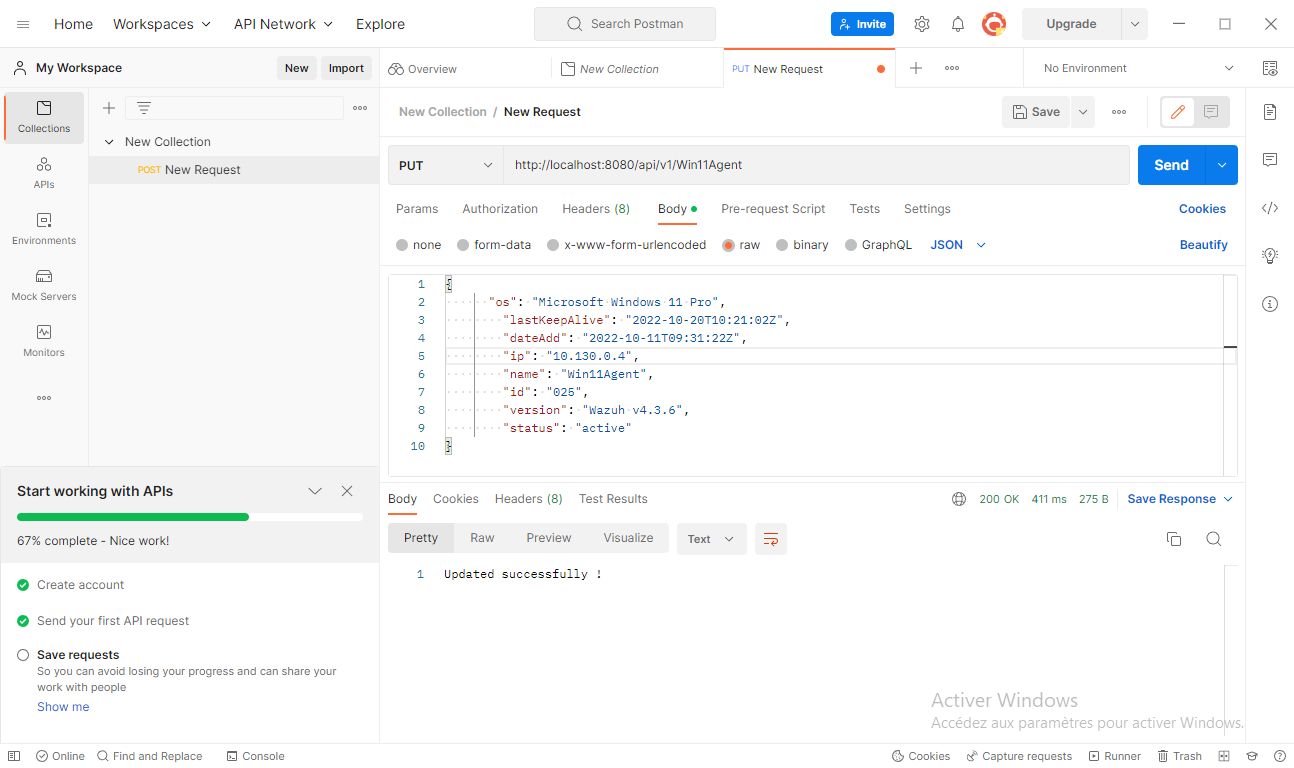 Home Workspaces API Network Explore Search Postman Invite Upgrade
My Workspace New Import Overview New Collection PUT New Request No Environment
Collections
APIs
Environments
Mock Servers
Monitors
New Collection
POST New Request
New Collection / New Request Save
PUT http://localhost:8080/api/v1/Win11Agent Send
Params Authorization Headers (8) Body Pre-request Script Tests Settings Cookies
none form-data x-www-form-urlencoded raw binary GraphQL JSON Beautify
1 {
2 "os": "Microsoft Windows 11 Pro",
3 "lastKeepAlive": "2022-10-20T10:21:02Z",
4 "dateAdd": "2022-10-11T09:31:22Z",
5 "ip": "10.130.0.4",
6 "name": "Win11Agent",
7 "id": "025",
8 "version": "Wazuh v4.3.6",
9 "status": "active"
10 }
Start working with APIs
67% complete - Nice work!
Create account
Send your first API request
Save requests
So you can avoid losing your progress and can share your
work with people
Show me
Body Cookies Headers (8) Test Results 200 OK 411 ms 275 B Save Response
Pretty Raw Preview Visualize Text
1 Updated successfully !
Activer Windows
Accédez aux paramètres pour activer Windows.
Online Find and Replace Console Cookies Capture requests Runner Trash